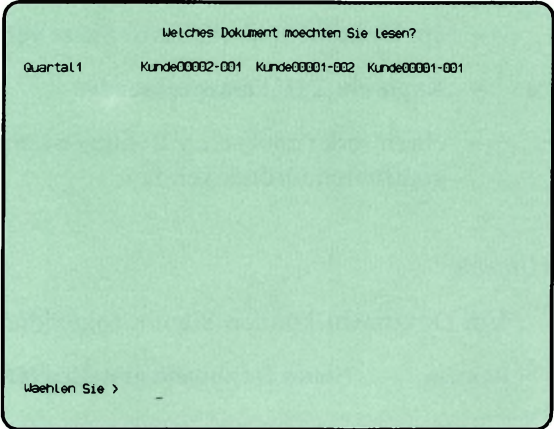 Welches Dokument moechten Sie lesen?
Quartal1 Kunde00002-001 Kunde00001-002 Kunde00001-001
Waehlen Sie >